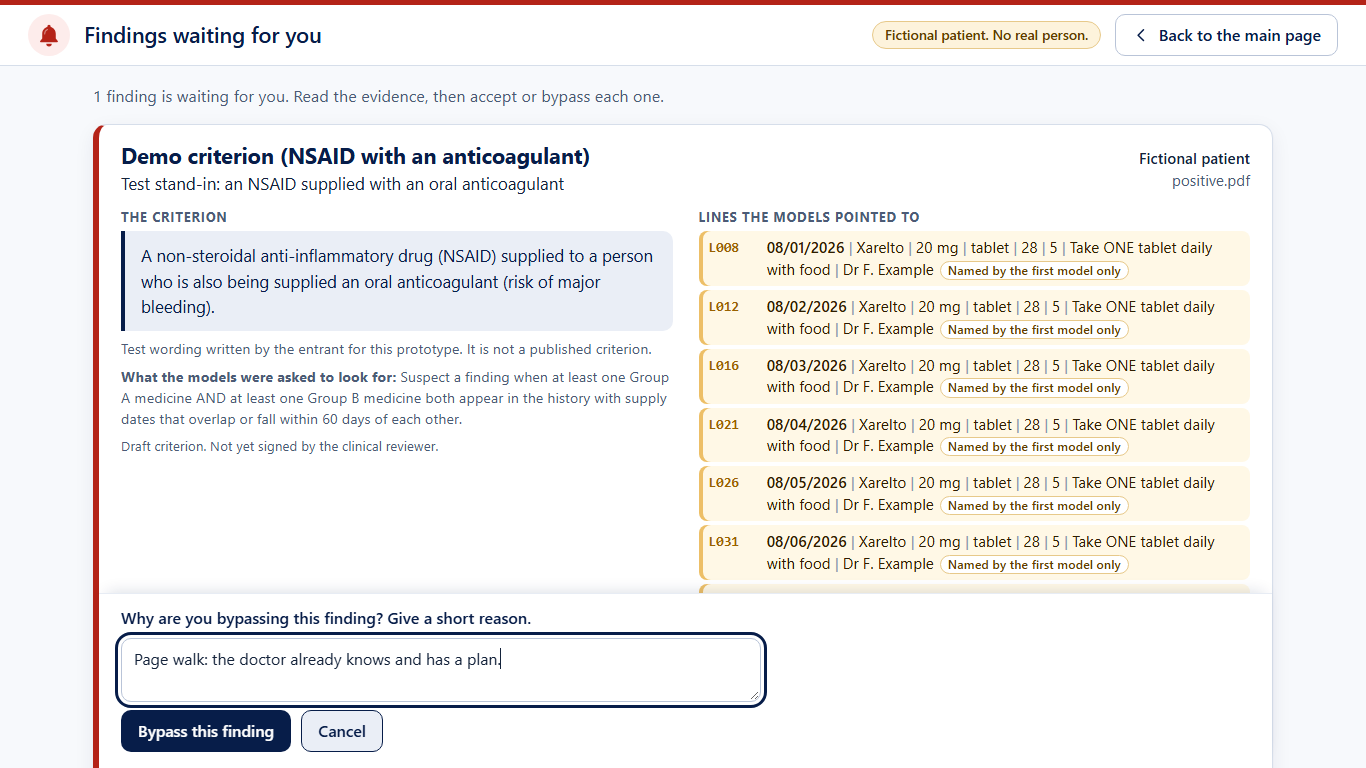 Findings waiting for you
Fictional patient. No real person.
Back to the main page
1 finding is waiting for you. Read the evidence, then accept or bypass each one.
Demo criterion (NSAID with an anticoagulant)
Test stand-in: an NSAID supplied with an oral anticoagulant
Fictional patient
positive.pdf
THE CRITERION
A non-steroidal anti-inflammatory drug (NSAID) supplied to a person
who is also being supplied an oral anticoagulant (risk of major
bleeding).
Test wording written by the entrant for this prototype. It is not a published criterion.
What the models were asked to look for: Suspect a finding when at least one Group
A medicine AND at least one Group B medicine both appear in the history with supply
dates that overlap or fall within 60 days of each other.
Draft criterion. Not yet signed by the clinical reviewer.
LINES THE MODELS POINTED TO
L008 08/01/2026 | Xarelto | 20 mg | tablet | 28 | 5 | Take ONE tablet daily
with food | Dr F. Example Named by the first model only
L012 08/02/2026 | Xarelto | 20 mg | tablet | 28 | 5 | Take ONE tablet daily
with food | Dr F. Example Named by the first model only
L016 08/03/2026 | Xarelto | 20 mg | tablet | 28 | 5 | Take ONE tablet daily
with food | Dr F. Example Named by the first model only
L021 08/04/2026 | Xarelto | 20 mg | tablet | 28 | 5 | Take ONE tablet daily
with food | Dr F. Example Named by the first model only
L026 08/05/2026 | Xarelto | 20 mg | tablet | 28 | 5 | Take ONE tablet daily
with food | Dr F. Example Named by the first model only
L031 08/06/2026 | Xarelto | 20 mg | tablet | 28 | 5 | Take ONE tablet daily
with food | Dr F. Example Named by the first model only
Why are you bypassing this finding? Give a short reason.
Page walk: the doctor already knows and has a plan.
Bypass this finding
Cancel